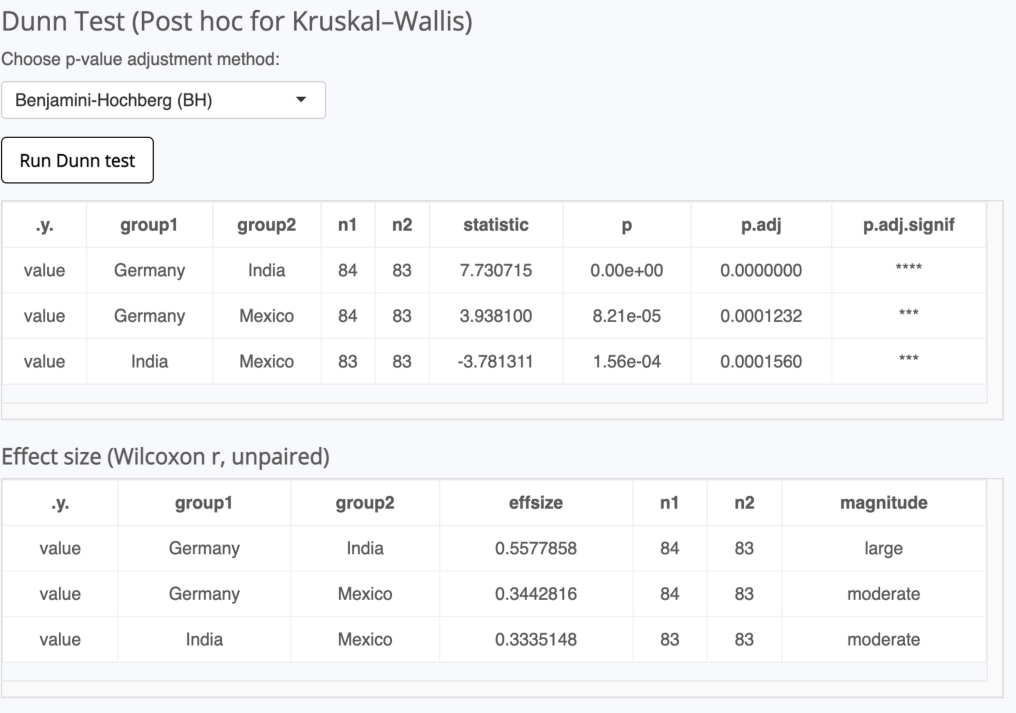 Dunn Test (Post hoc for Kruskal–Wallis)
Choose p-value adjustment method:
Benjamini-Hochberg (BH)
Run Dunn test
.y. group1 group2 n1 n2 statistic p p.adj p.adj.signif
value Germany India 84 83 7.730715 0.00e+00 0.0000000 ****
value Germany Mexico 84 83 3.938100 8.21e-05 0.0001232 ***
value India Mexico 83 83 -3.781311 1.56e-04 0.0001560 ***
Effect size (Wilcoxon r, unpaired)
.y. group1 group2 effsize n1 n2 magnitude
value Germany India 0.5577858 84 83 large
value Germany Mexico 0.3442816 84 83 moderate
value India Mexico 0.3335148 83 83 moderate